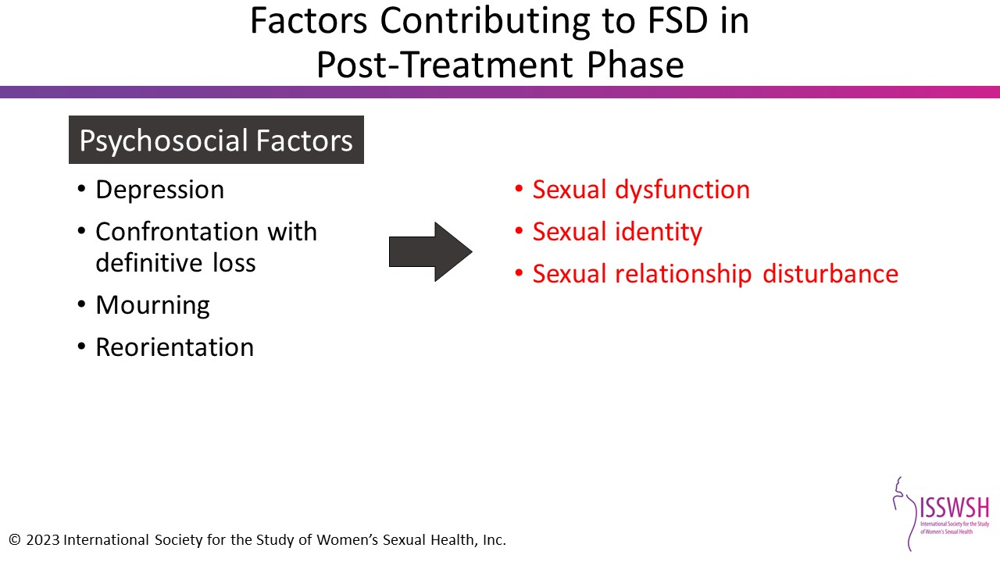 Factors Contributing to FSD in
Post-Treatment Phase
Psychosocial Factors
• Depression
• Confrontation with
definitive loss
• Mourning
• Reorientation
• Sexual dysfunction
• Sexual identity
• Sexual relationship disturbance
ISSWSH
International Society for the Study
of Women's Sexual Health
© 2023 International Society for the Study of Women’s Sexual Health, Inc.